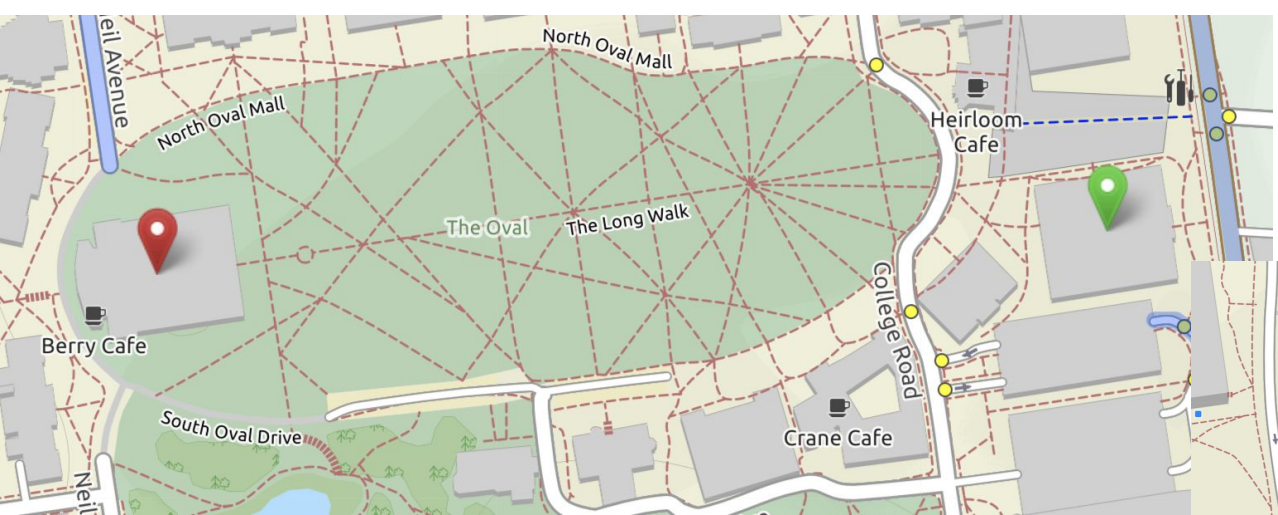 eil Avenue
North Oval Mall
North Oval Mall
Heirloom
Cafe
The Oval
The Long Walk
College Road
Berry Cafe
South Oval Drive
Crane Cafe
Neil